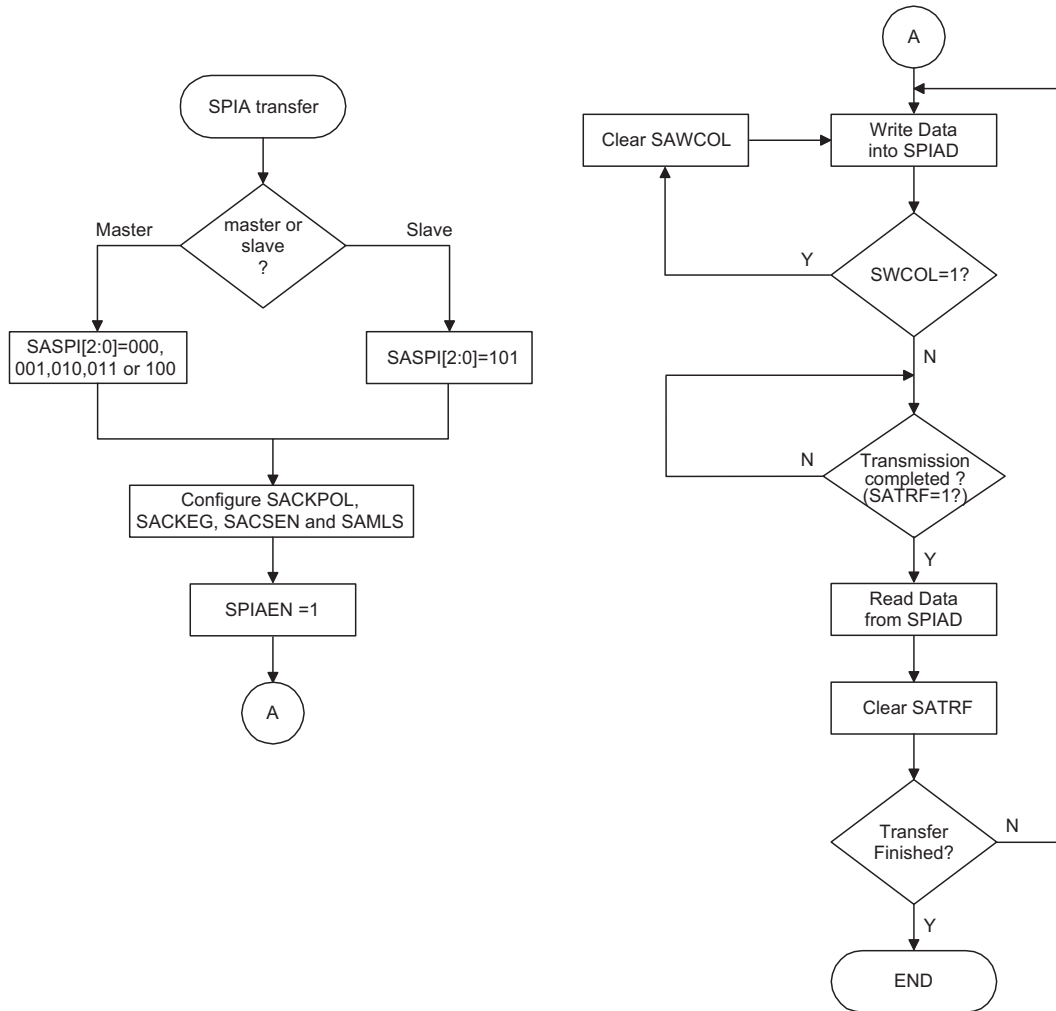 SPIA transfer
master or
slave
?
Master
Slave
SASPI[2:0]=000,
001,010,011 or 100
SASPI[2:0]=101
Configure SACKPOL,
SACKEG, SACSEN and SAMLS
SPIAEN =1
A
A
Write Data
into SPIAD
Clear SAWCOL
SWCOL=1?
Y
N
Transmission
completed ?
(SATRF=1?)
N
Y
Read Data
from SPIAD
Clear SATRF
Transfer
Finished?
N
Y
END